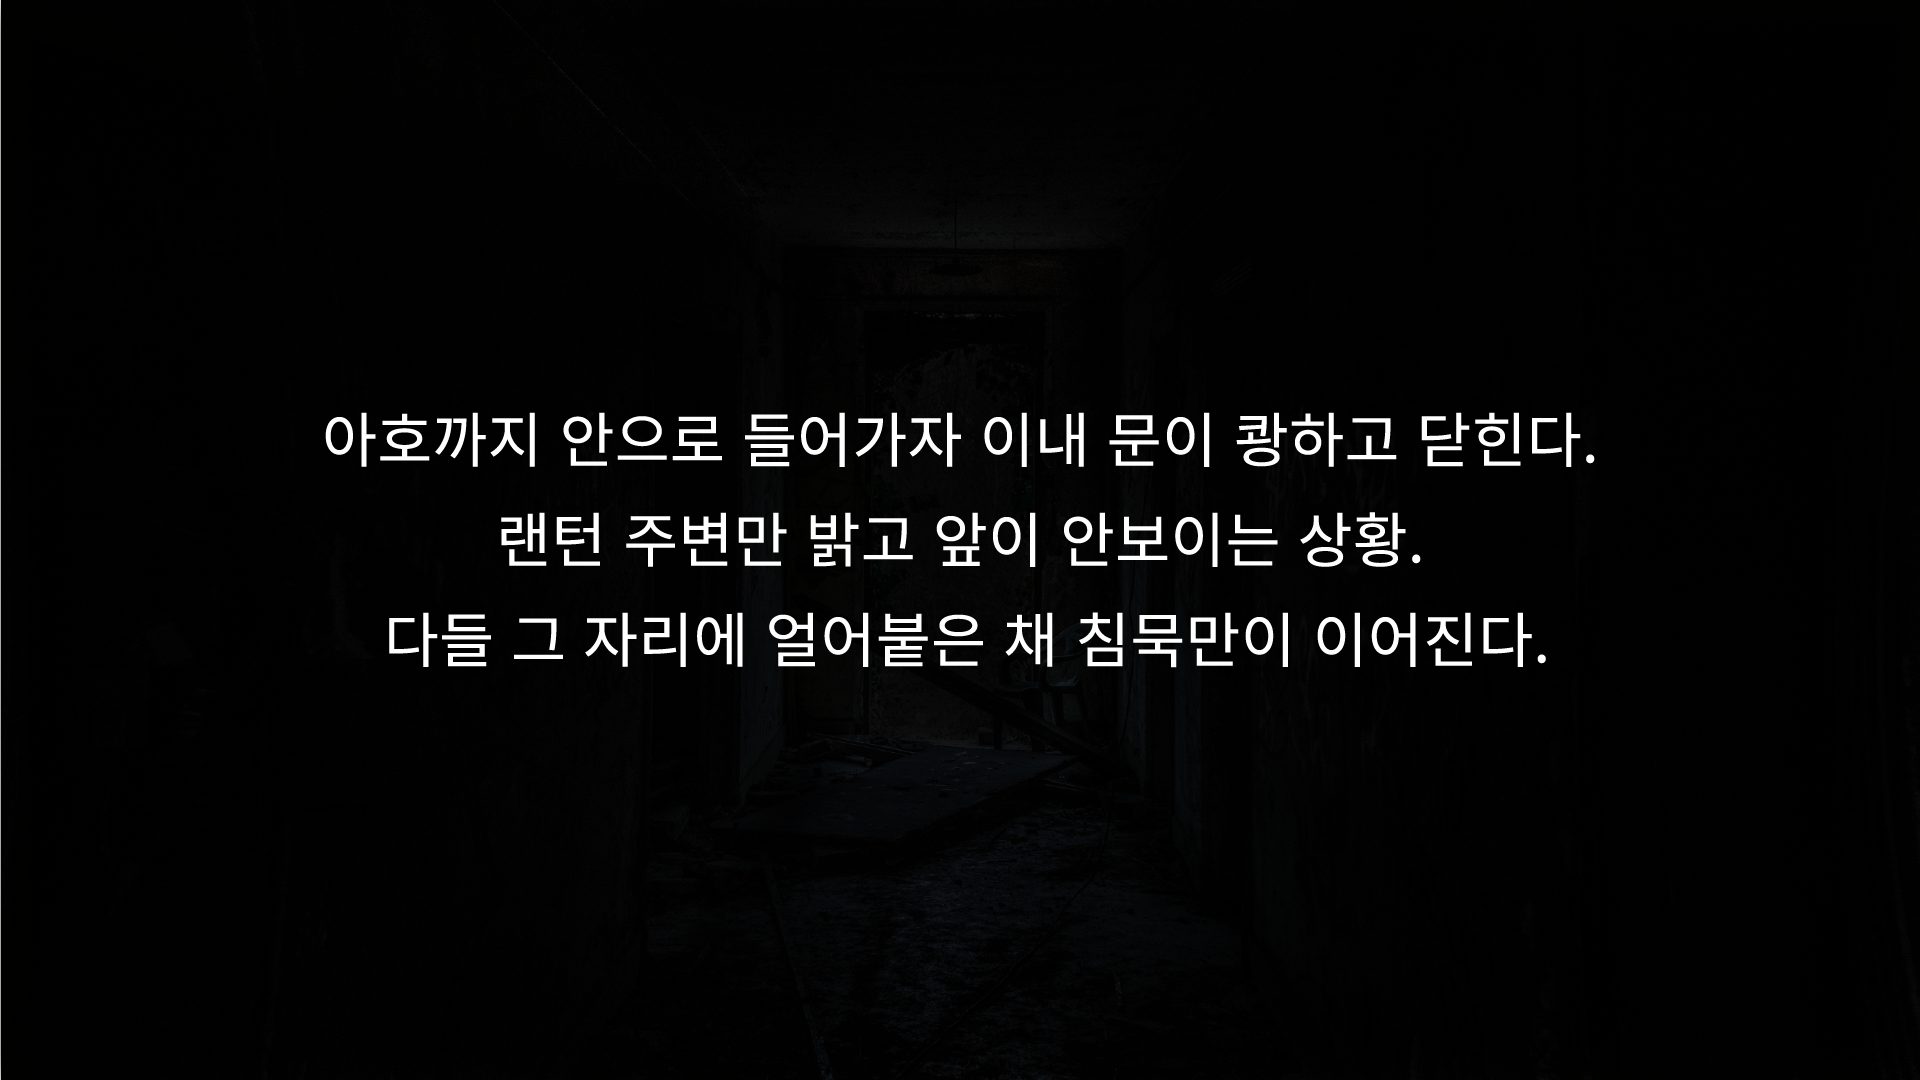 아호까지 안으로 들어가자 이내 문이 쾅하고 닫힌다.
랜턴 주변만 밝고 앞이 안보이는 상황.
다들 그 자리에 얼어붙은 채 침묵만이 이어진다.